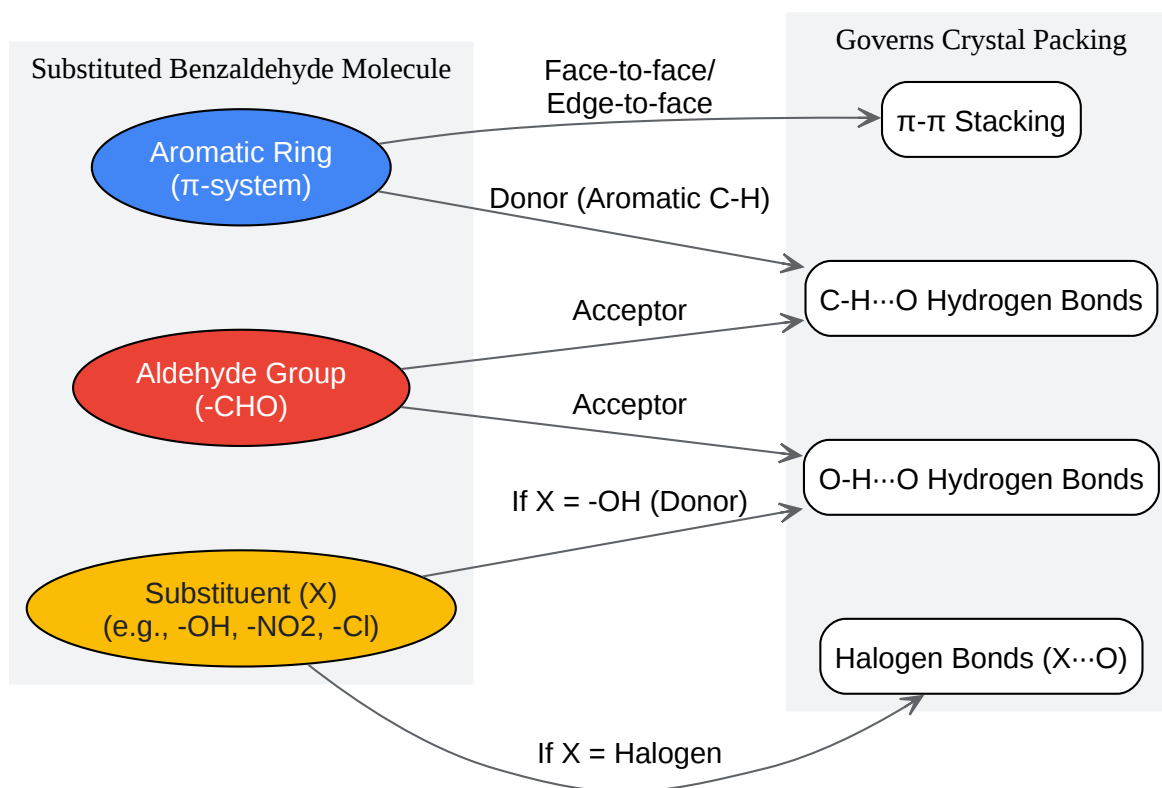 Governs Crystal Packing
Substituted Benzaldehyde Molecule
Face-to-face/
Edge-to-face
π-π Stacking
Aromatic Ring
(π-system)
Donor (Aromatic C-H)
C-H···O Hydrogen Bonds
Acceptor
Aldehyde Group
(-CHO)
Acceptor
O-H···O Hydrogen Bonds
If X = -OH (Donor)
Substituent (X)
(e.g., -OH, -NO2, -Cl)
Halogen Bonds (X···O)
If X = Halogen